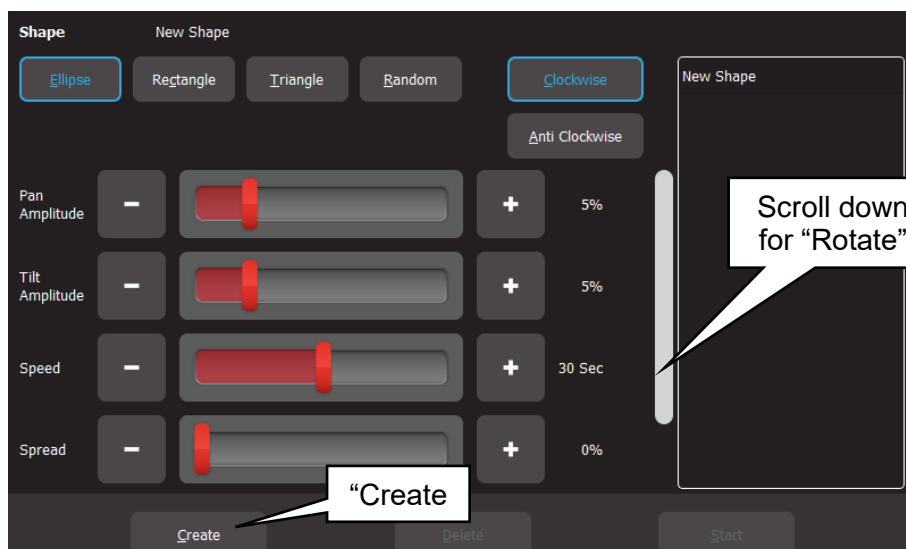 Shape New Shape
Ellipse Rectangle Triangle Random Clockwise New Shape
Anti Clockwise
Pan
Amplitude
- + 5%
Scroll down
for “Rotate”
Tilt
Amplitude
- + 5%
Speed - + 30 Sec
Spread - + 0%
“Create
Create Delete Start